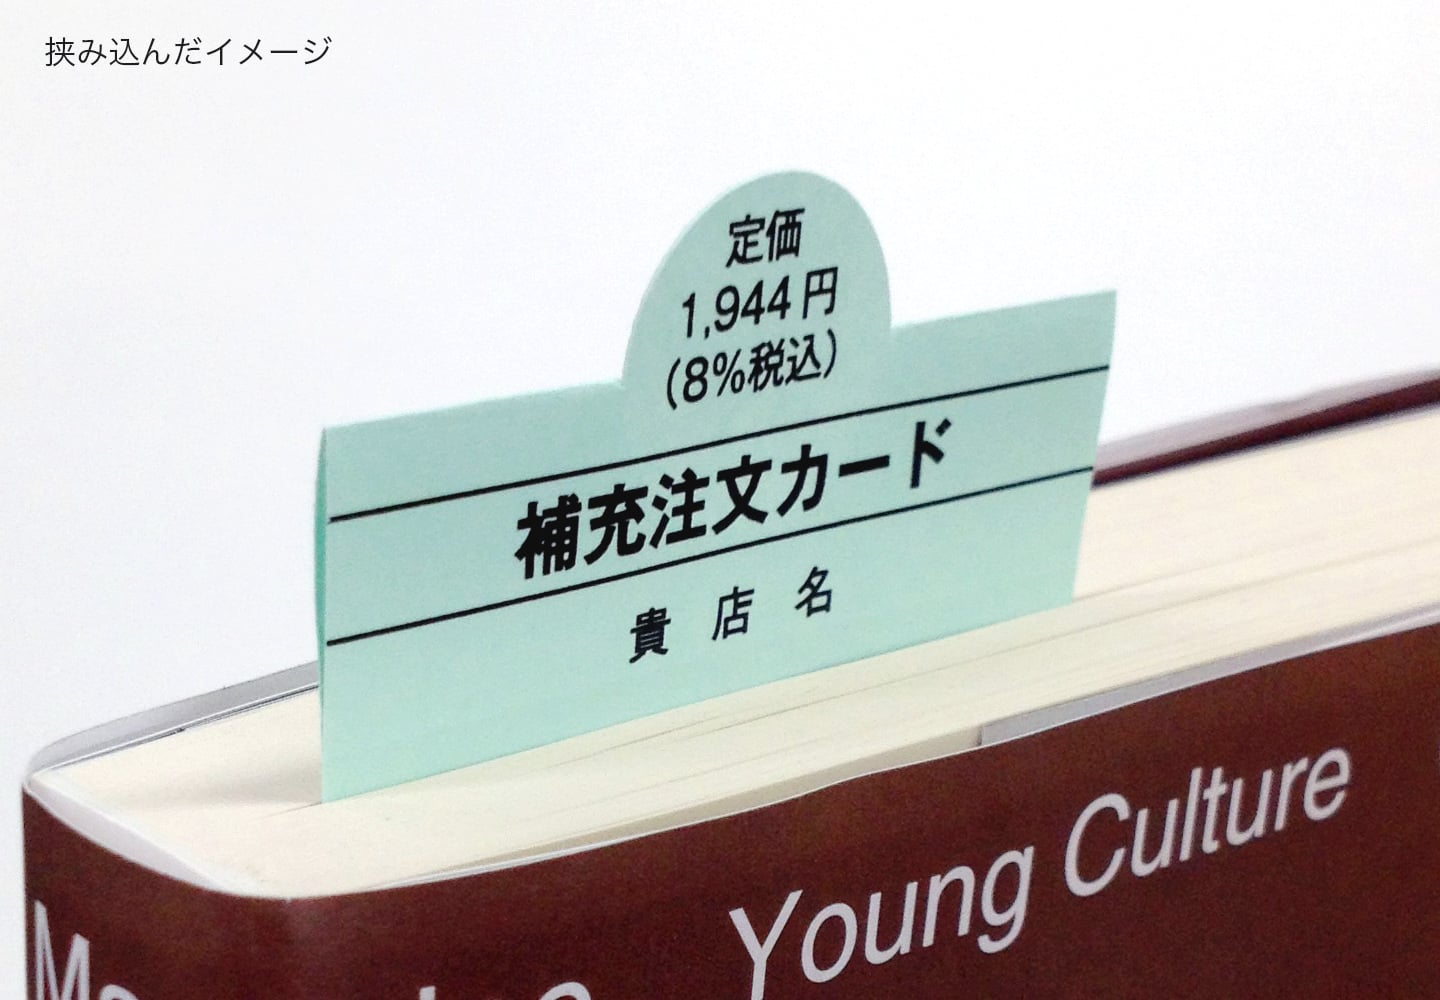 挟み込んだイメージ
定価
1,944円
(8%税込)
補充注文カード
貴店名
Young Culture